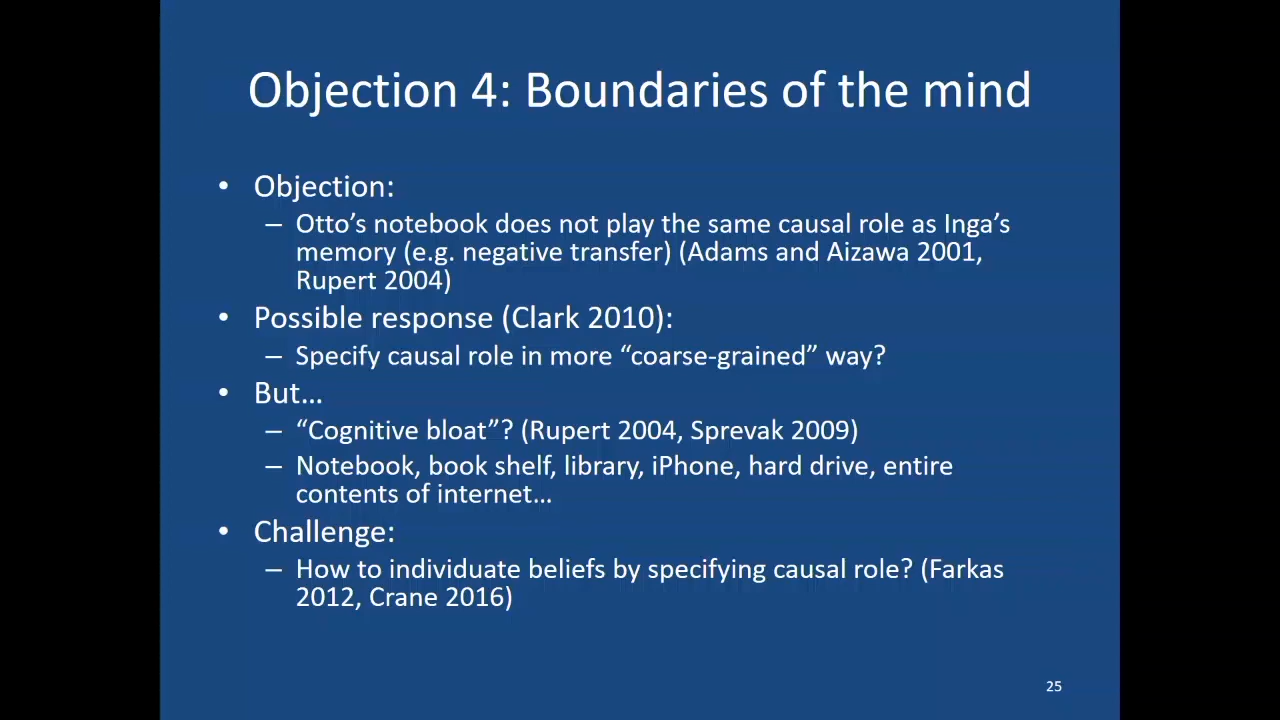 Objection 4: Boundaries of the mind
• Objection:
– Otto’s notebook does not play the same causal role as Inga’s
memory (e.g. negative transfer) (Adams and Aizawa 2001,
Rupert 2004)
• Possible response (Clark 2010):
– Specify causal role in more “coarse-grained” way?
• But…
– “Cognitive bloat”? (Rupert 2004, Sprevak 2009)
– Notebook, book shelf, library, iPhone, hard drive, entire
contents of internet…
• Challenge:
– How to individuate beliefs by specifying causal role? (Farkas
2012, Crane 2016)
25